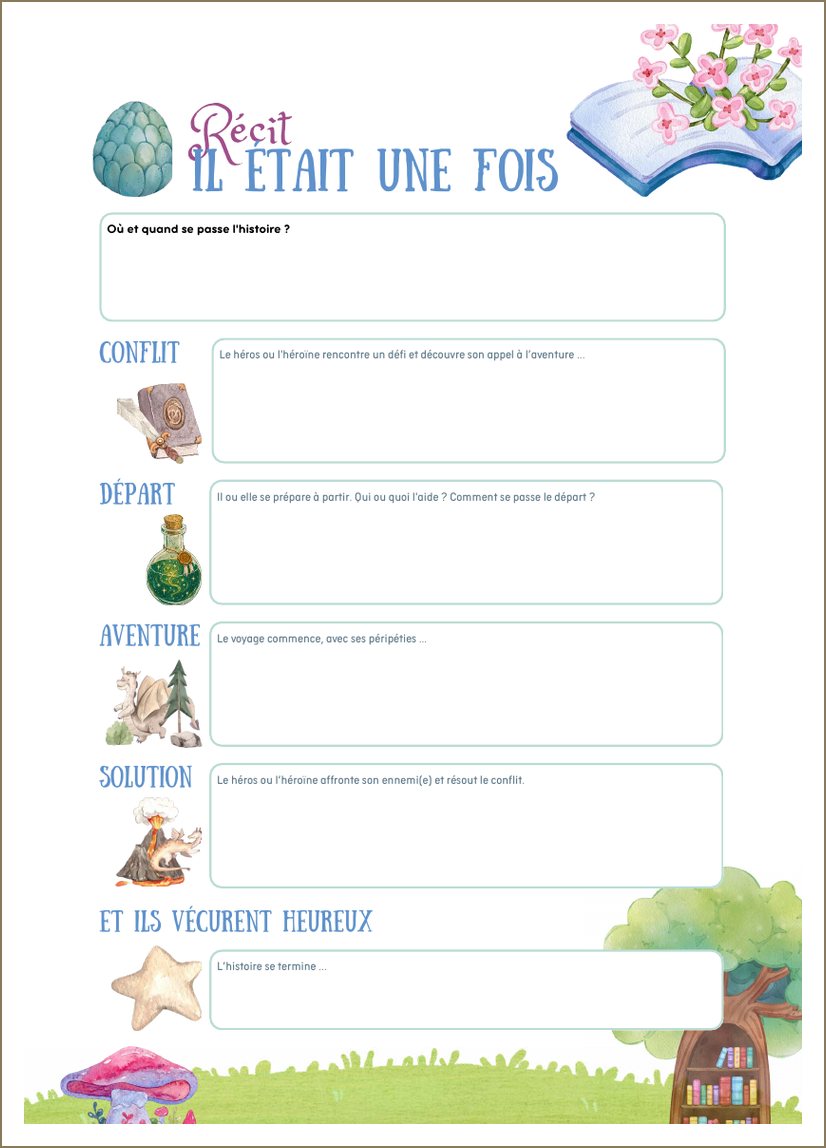 Récit
IL ÉTAIT UNE FOIS
Où et quand se passe l'histoire ?
CONFLIT
Le héros ou l'héroïne rencontre un défi et découvre son appel à l'aventure ...
DÉPART
Il ou elle se prépare à partir. Qui ou quoi l'aide ? Comment se passe le départ ?
AVENTURE
Le voyage commence, avec ses péripéties ...
SOLUTION
Le héros ou l'héroïne affronte son ennemi(e) et résout le conflit.
ET ILS VÉCURENT HEUREUX
L'histoire se termine ...